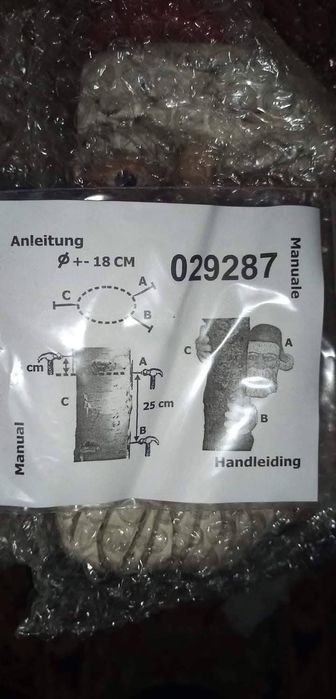 Anleitung
Ø +- 18 CM
029287
Manuale
A
C
B
cm
A
C
25 cm
B
C
A
B
Manual
Handleiding